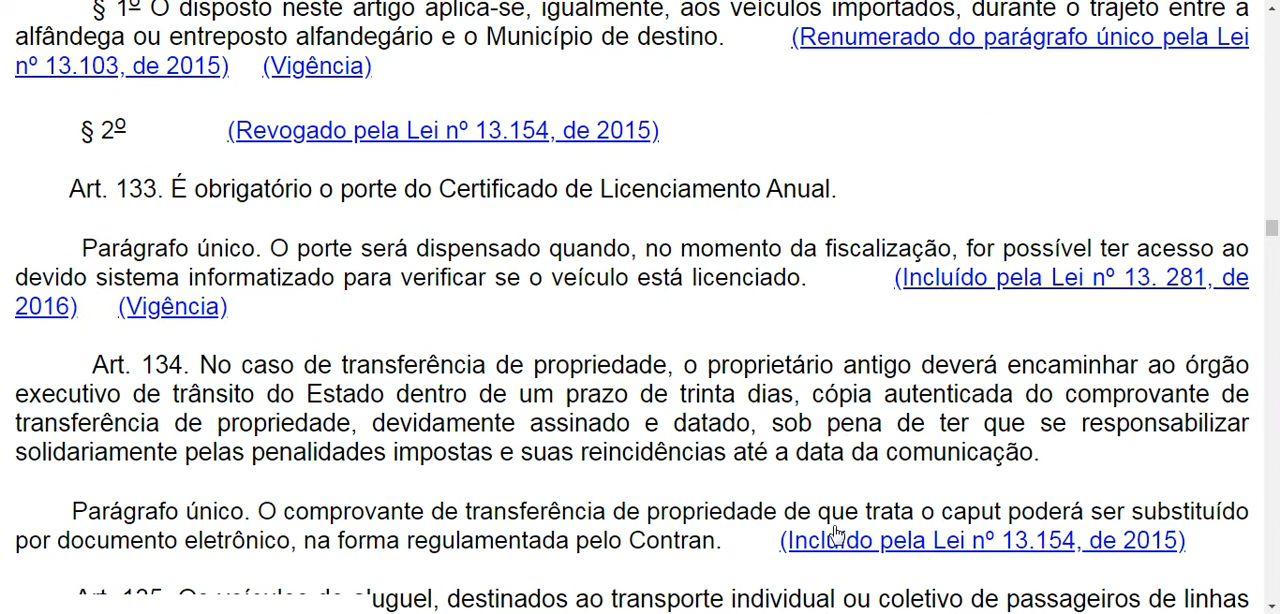 § 1º O disposto neste artigo aplica-se, igualmente, aos veículos importados, durante o trajeto entre a
alfândega ou entreposto alfandegário e o Município de destino. (Renumerado do parágrafo único pela Lei
nº 13.103, de 2015) (Vigência)
§ 2º (Revogado pela Lei nº 13.154, de 2015)
Art. 133. É obrigatório o porte do Certificado de Licenciamento Anual.
Parágrafo único. O porte será dispensado quando, no momento da fiscalização, for possível ter acesso ao
devido sistema informatizado para verificar se o veículo está licenciado. (Incluído pela Lei nº 13. 281, de
2016) (Vigência)
Art. 134. No caso de transferência de propriedade, o proprietário antigo deverá encaminhar ao órgão
executivo de trânsito do Estado dentro de um prazo de trinta dias, cópia autenticada do comprovante de
transferência de propriedade, devidamente assinado e datado, sob pena de ter que se responsabilizar
solidariamente pelas penalidades impostas e suas reincidências até a data da comunicação.
Parágrafo único. O comprovante de transferência de propriedade de que trata o caput poderá ser substituído
por documento eletrônico, na forma regulamentada pelo Contran. (Incluído pela Lei nº 13.154, de 2015)
Art. 135. Os veículos de aluguel, destinados ao transporte individual ou coletivo de passageiros de linhas